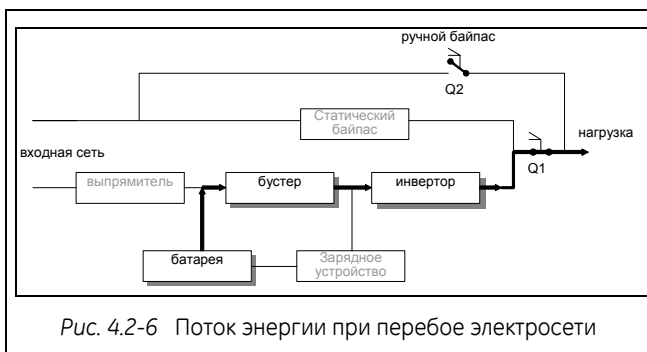 ручной байпас
Q2
Статический
байпас
нагрузка
входная сеть
Q1
выпрямитель
бустер
инвертор
батарея
Зарядное
устройство
Рис. 4.2-6 Поток энергии при перебое электросети